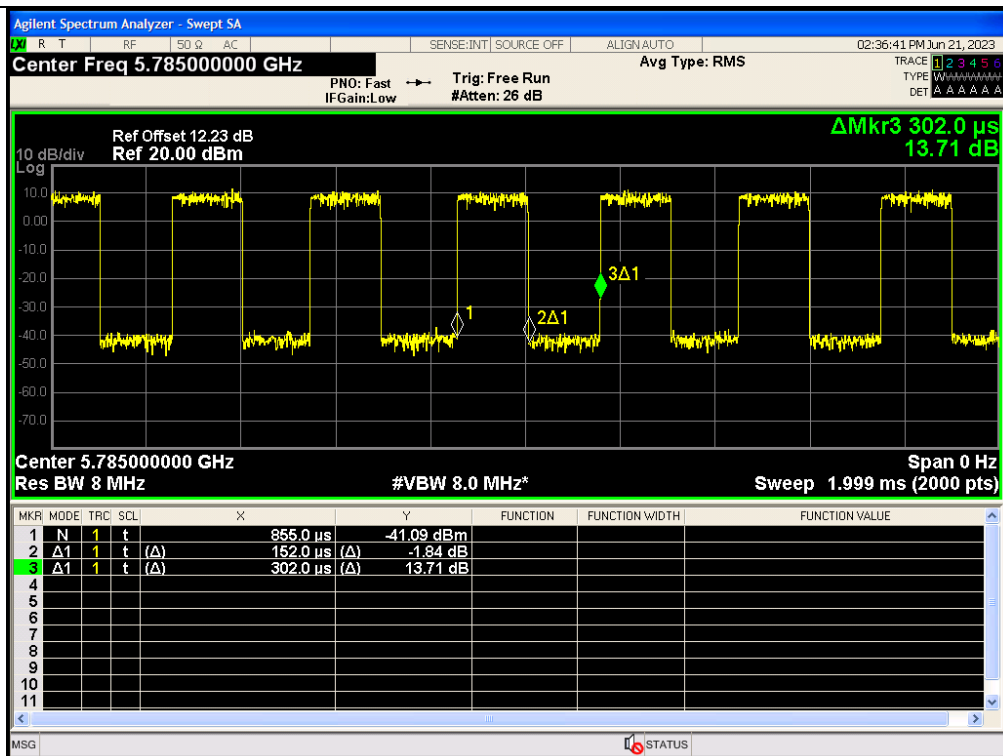 Agilent Spectrum Analyzer - Swept SA
LXI R T RF 50 Ω AC SENSE:INT SOURCE OFF ALIGN AUTO 02:36:41 PM Jun 21, 2023
Center Freq 5.785000000 GHz
PNO: Fast
IFGain:Low
Trig: Free Run
#Atten: 26 dB
Avg Type: RMS
TRACE 1 2 3 4 5 6
TYPE WWWWWW
DET A A A A A A
ΔMkr3 302.0 µs
13.71 dB
Ref Offset 12.23 dB
10 dB/div Ref 20.00 dBm
Log
10.0
0.00
-10.0
-20.0
-30.0
-40.0
-50.0
-60.0
-70.0
3Δ1
1
2Δ1
Center 5.785000000 GHz Span 0 Hz
Res BW 8 MHz #VBW 8.0 MHz* Sweep 1.999 ms (2000 pts)
MKR MODE TRC SCL X Y FUNCTION FUNCTION WIDTH FUNCTION VALUE
1 N 1 t 855.0 µs -41.09 dBm
2 Δ1 1 t (Δ) 152.0 µs (Δ) -1.84 dB
3 Δ1 1 t (Δ) 302.0 µs (Δ) 13.71 dB
4
5
6
7
8
9
10
11
MSG STATUS